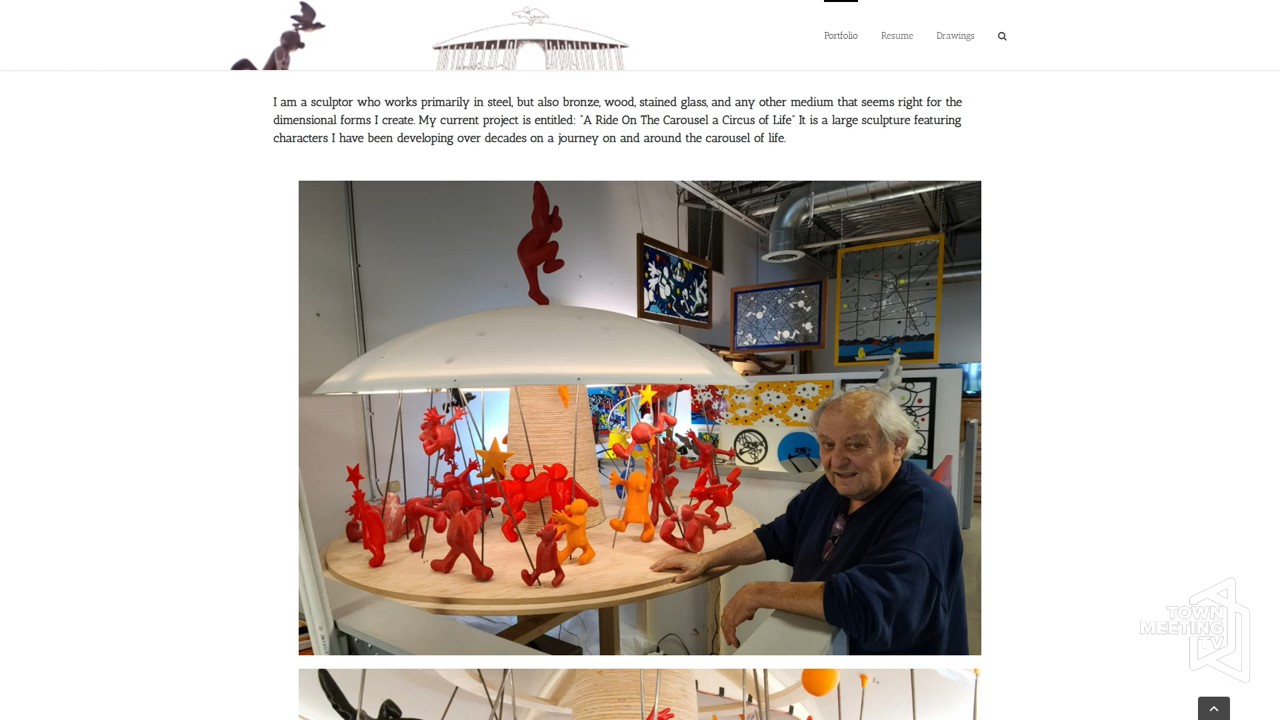 Portfolio
Resume
Drawings
I am a sculptor who works primarily in steel, but also bronze, wood, stained glass, and any other medium that seems right for the
dimensional forms I create. My current project is entitled: "A Ride On The Carousel a Circus of Life" It is a large sculpture featuring
characters I have been developing over decades on a journey on and around the carousel of life.
TOWN
MEETING
TV